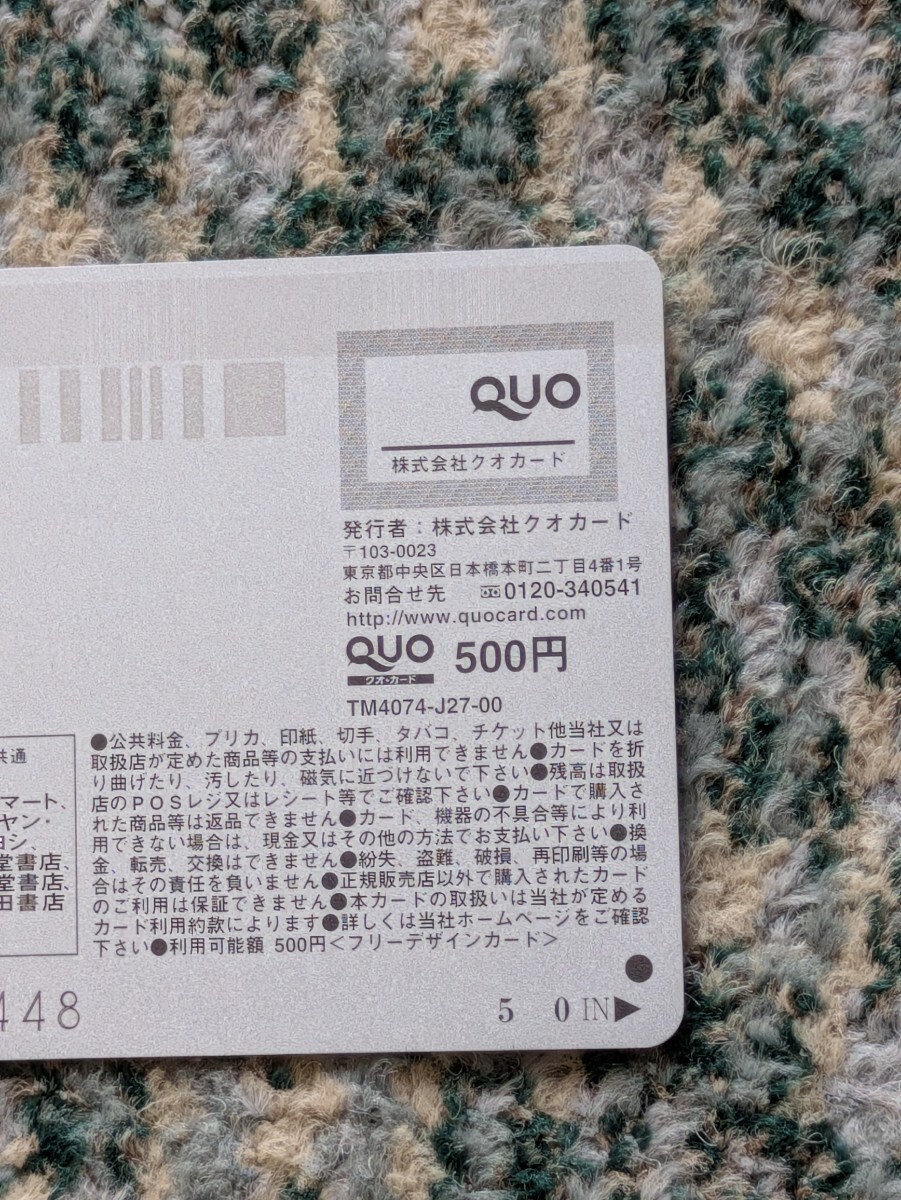 QUO
株式会社クオカード
発行者：株式会社クオカード
〒103-0023
東京都中央区日本橋本町二丁目4番1号
お問合せ先 0120-340541
http://www.quocard.com
QUO 500円
クオ・カード
TM4074-J27-00
●公共料金、プリカ、印紙、切手、タバコ、チケット他当社又は
取扱店が定めた商品等の支払いには利用できません●カードを折
り曲げたり、汚したり、磁気に近づけないで下さい●残高は取扱
店のPOSレジ又はレシート等でご確認下さい●カードで購入さ
れた商品等は返品できません●カード、機器の不具合等により利
用できない場合は、現金又はその他の方法でお支払い下さい●換
金、転売、交換はできません●紛失、盗難、破損、再印刷等の場
合はその責任を負いません●正規販売店以外で購入されたカード
のご利用は保証できません●本カードの取扱いは当社が定める
カード利用約款によります●詳しくは当社ホームページをご確認
下さい●利用可能額 500円＜フリーデザインカード＞
共通
マート、
ヤン・
ヨシ、
堂書店、
堂書店、
田書店
448
5 0 IN▶